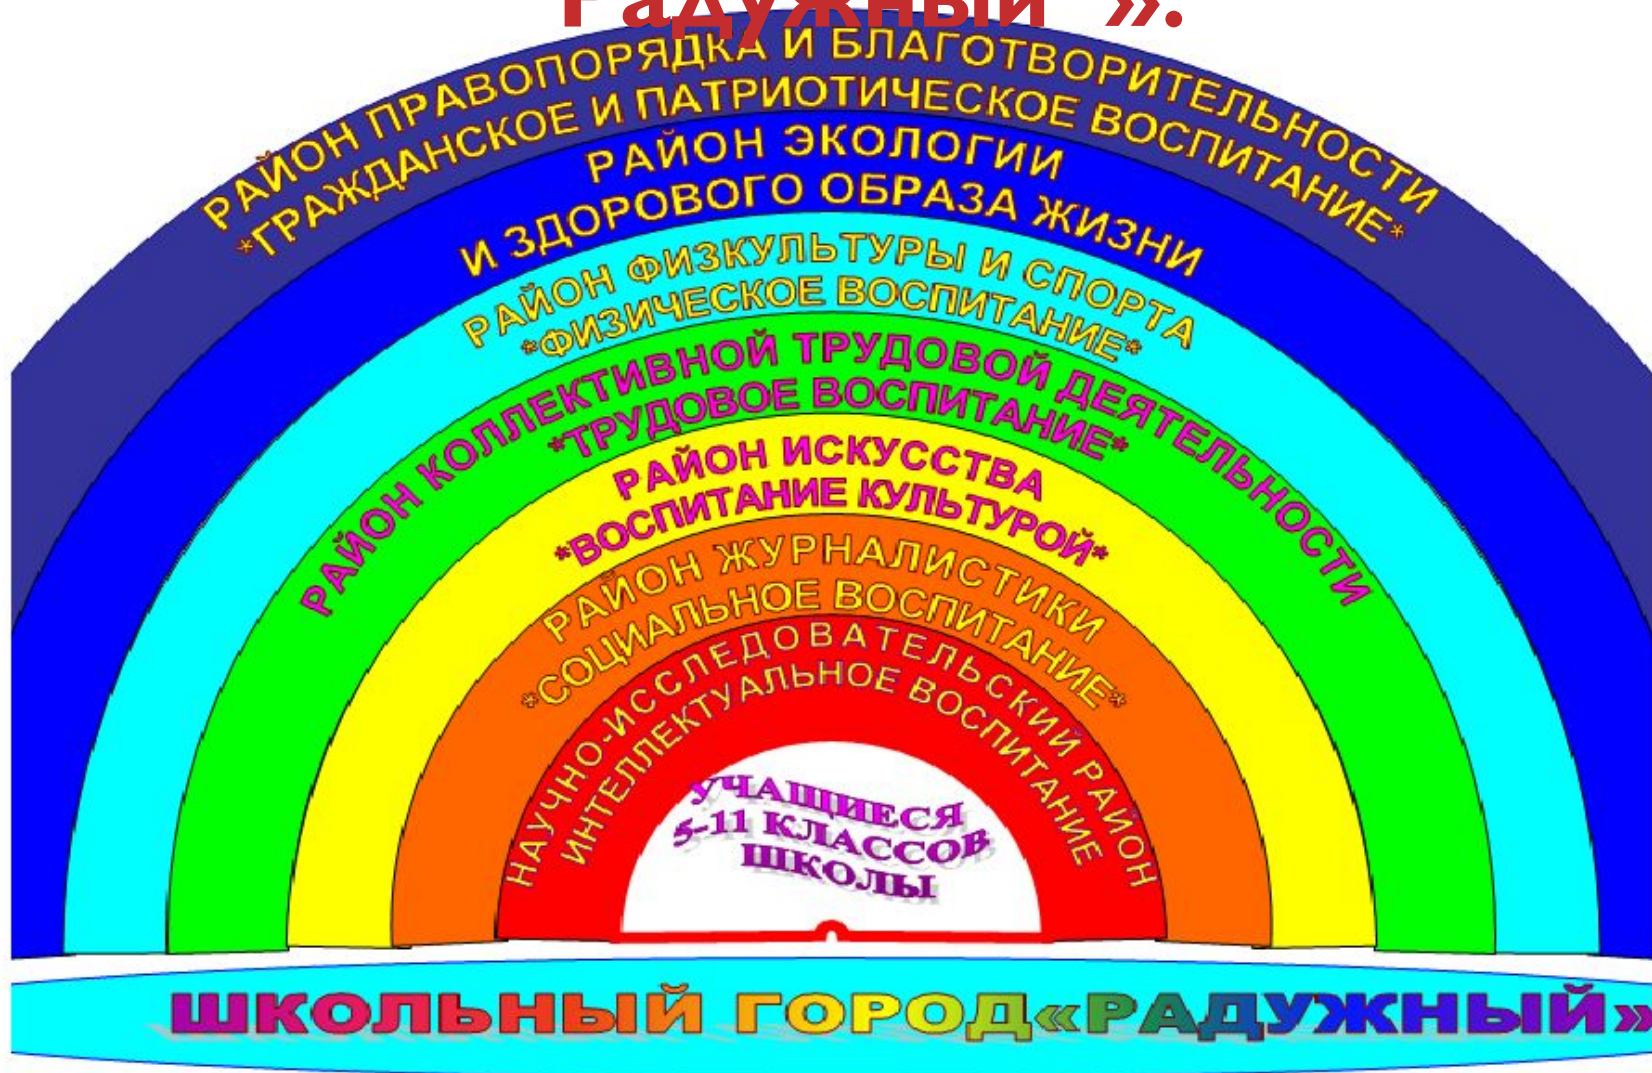 Радужный ».
РАЙОН ПРАВОПОРЯДКА И БЛАГОТВОРИТЕЛЬНОСТИ
*ГРАЖДАНСКОЕ И ПАТРИОТИЧЕСКОЕ ВОСПИТАНИЕ*
РАЙОН ЭКОЛОГИИ
И ЗДОРОВОГО ОБРАЗА ЖИЗНИ
РАЙОН ФИЗКУЛЬТУРЫ И СПОРТА
*ФИЗИЧЕСКОЕ ВОСПИТАНИЕ*
РАЙОН КОЛЛЕКТИВНОЙ ТРУДОВОЙ ДЕЯТЕЛЬНОСТИ
*ТРУДОВОЕ ВОСПИТАНИЕ*
РАЙОН ИСКУССТВА
*ВОСПИТАНИЕ КУЛЬТУРОЙ*
РАЙОН ЖУРНАЛИСТИКИ
*СОЦИАЛЬНОЕ ВОСПИТАНИЕ*
НАУЧНО-ИССЛЕДОВАТЕЛЬСКИЙ РАЙОН
ИНТЕЛЛЕКТУАЛЬНОЕ ВОСПИТАНИЕ
УЧАЩИЕСЯ
5-11 КЛАССОВ
ШКОЛЫ
ШКОЛЬНЫЙ ГОРОД«РАДУЖНЫЙ»